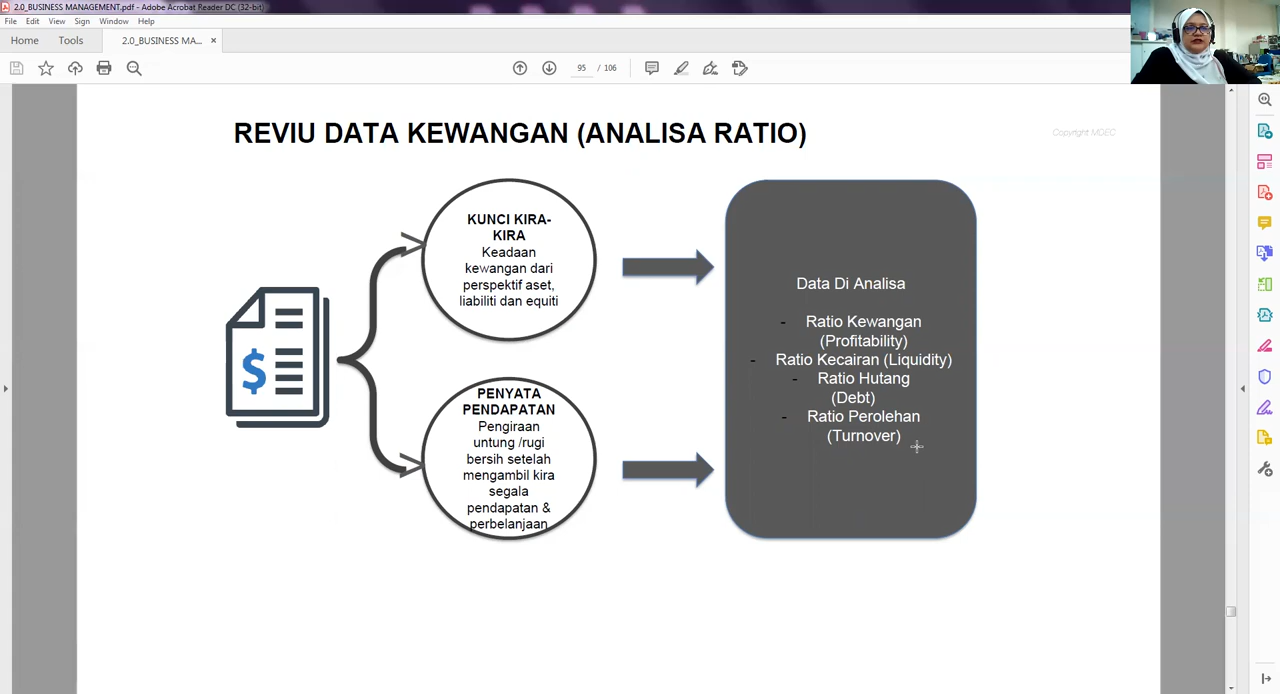 2.0_BUSINESS MANAGEMENT.pdf - Adobe Acrobat Reader DC (32-bit)
File Edit View Sign Window Help
Home Tools 2.0_BUSINESS MA... ×
95 / 106
REVIU DATA KEWANGAN (ANALISA RATIO)
Copyright MDEC
KUNCI KIRA-
KIRA
Keadaan
kewangan dari
perspektif aset,
liabiliti dan equiti
PENYATA
PENDAPATAN
Pengiraan
untung /rugi
bersih setelah
mengambil kira
segala
pendapatan &
perbelanjaan
Data Di Analisa
- Ratio Kewangan
(Profitability)
- Ratio Kecairan (Liquidity)
- Ratio Hutang
(Debt)
- Ratio Perolehan
(Turnover)